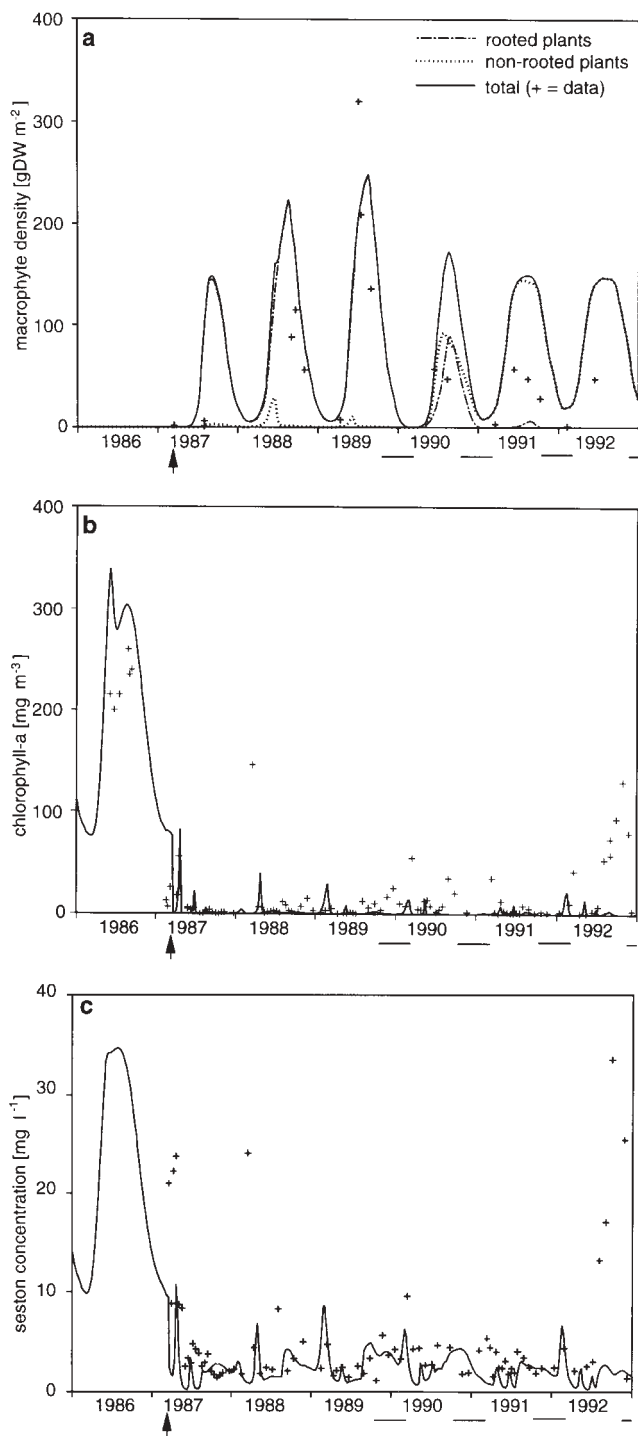 a
rooted plants
non-rooted plants
total (+ = data)
macrophyte density [gDW m-2]
400
300
200
100
0
1986 1987 1988 1989 1990 1991 1992
b
chlorophyll-a [mg m-3]
400
300
200
100
0
1986 1987 1988 1989 1990 1991 1992
c
seston concentration [mg l-1]
40
30
20
10
0
1986 1987 1988 1989 1990 1991 1992